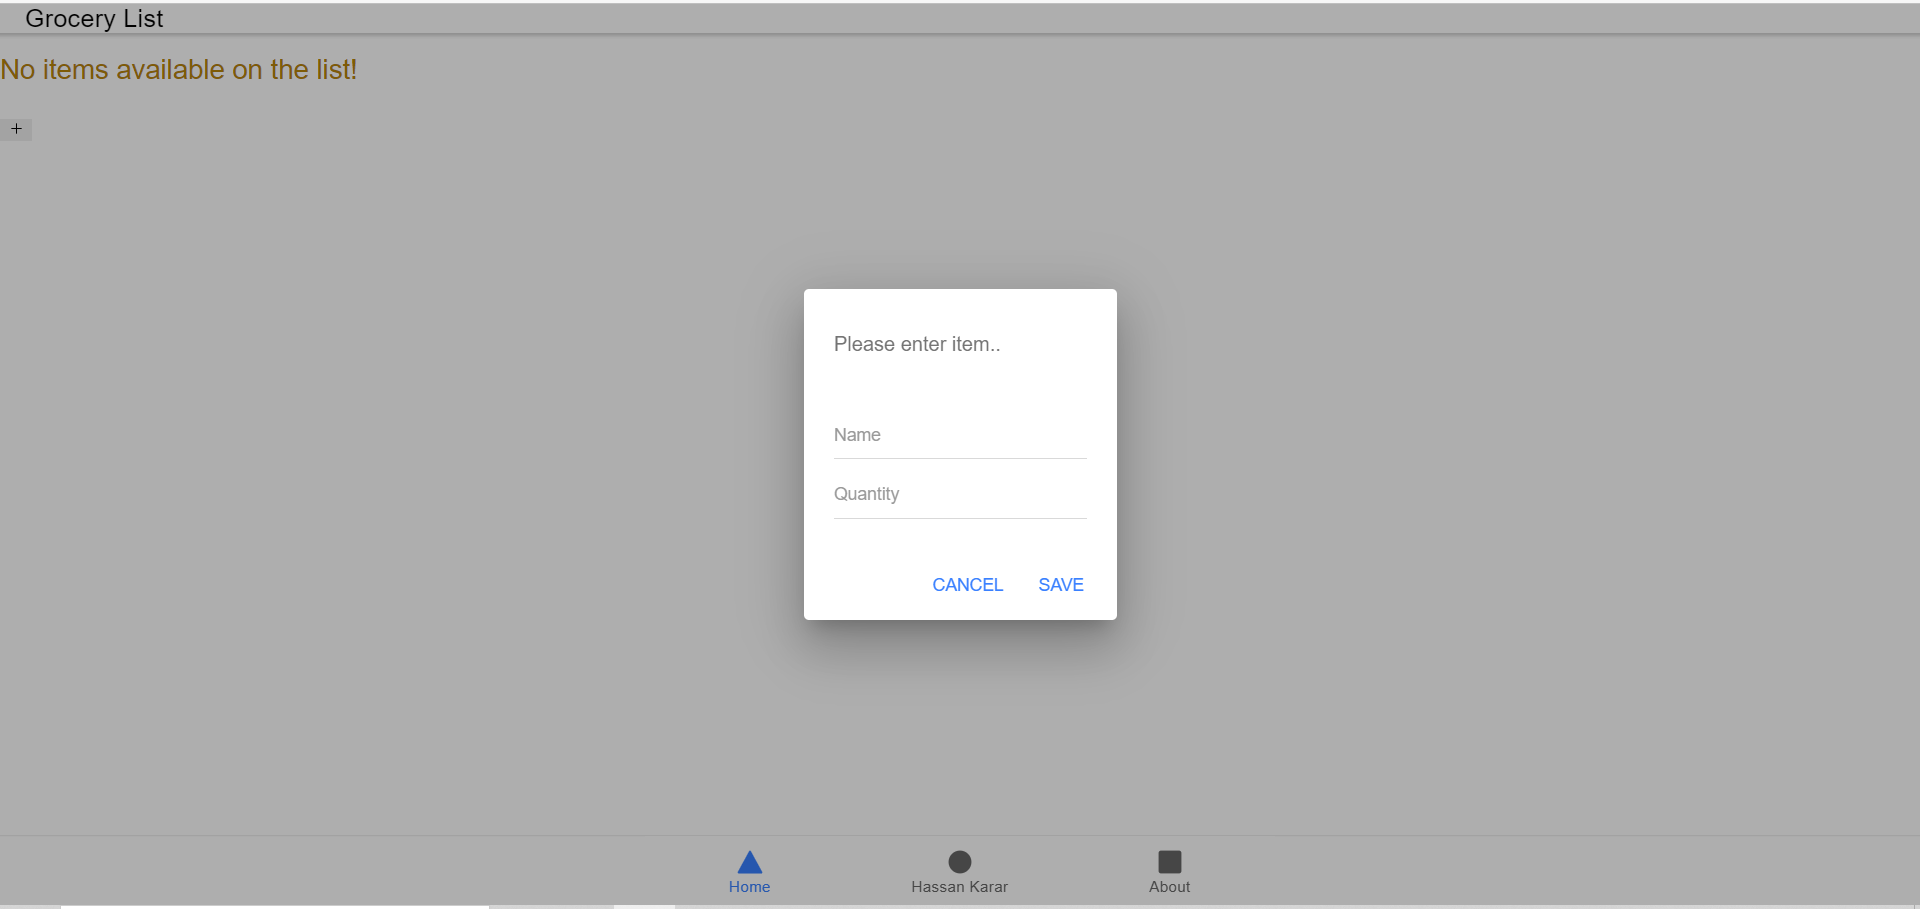 Grocery List
No items available on the list!
+
Please enter item..
Name
Quantity
CANCEL SAVE
Home Hassan Karar About